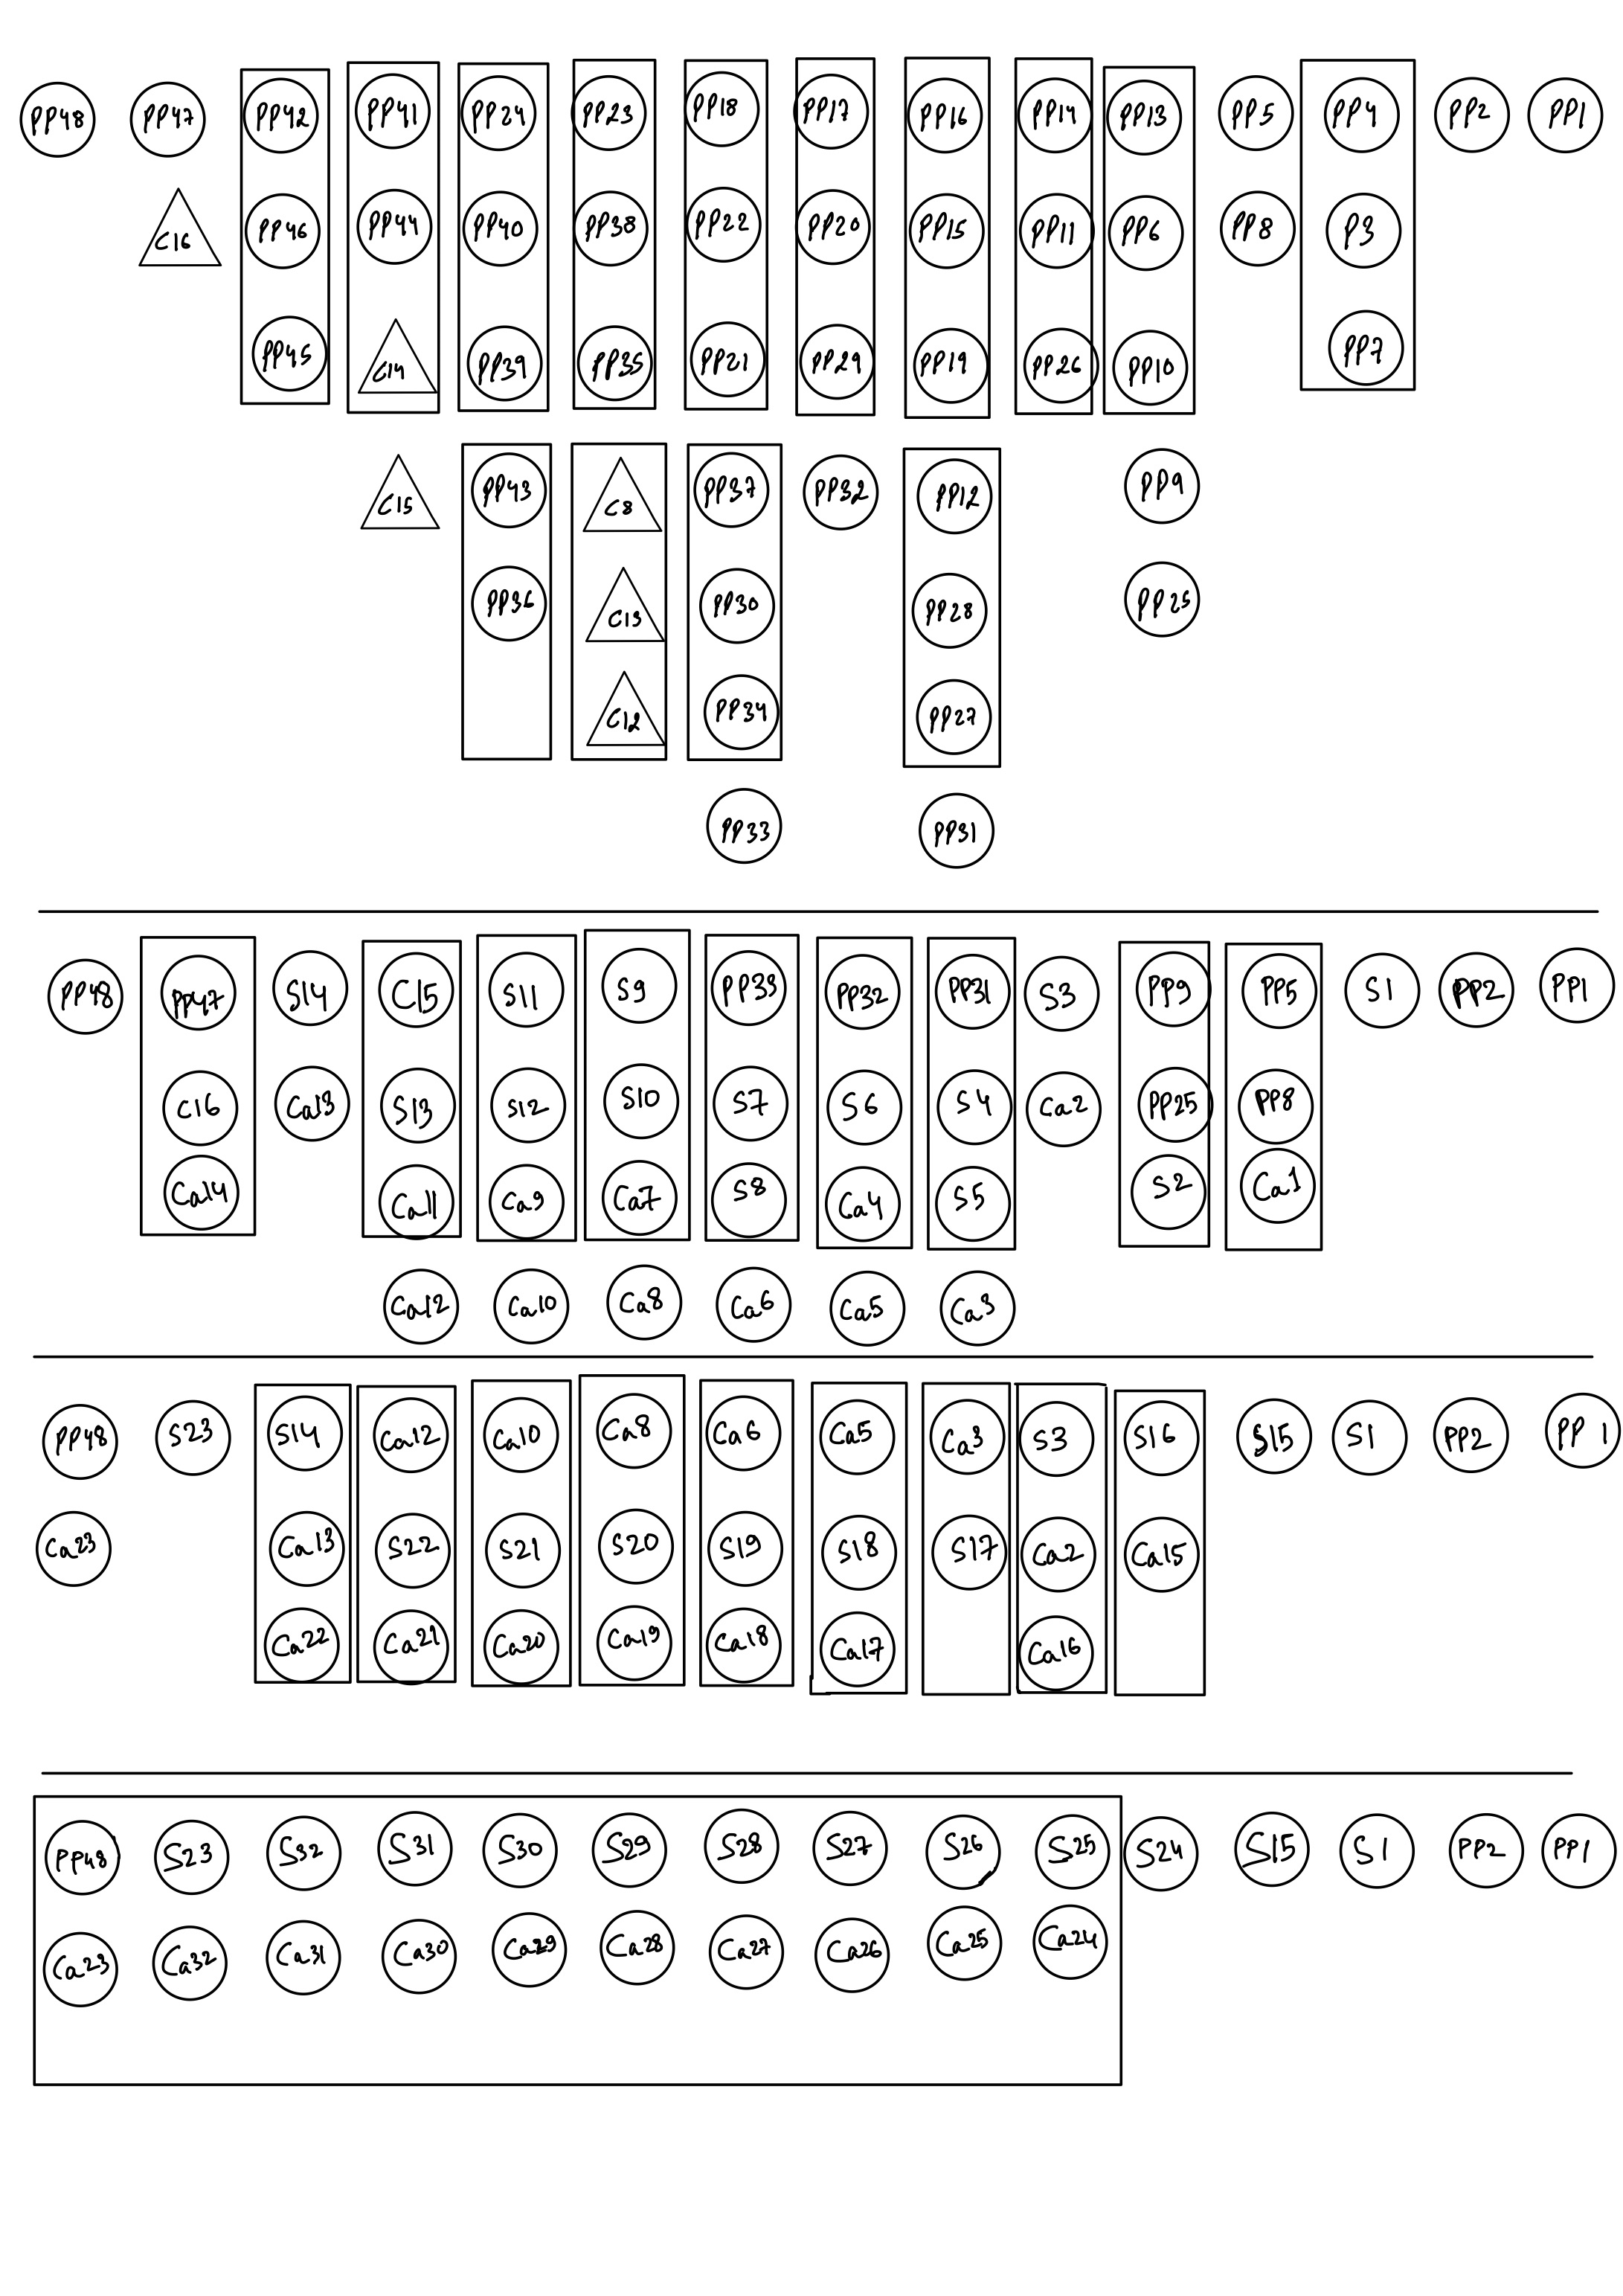 PP48 PP47 PP42 PP41 PP24 PP23 PP18 PP17 PP16 PP14 PP13 PP5 PP4 PP2 PP1
C16 PP46 PP44 PP40 PP38 PP22 PP20 PP15 PP11 PP6 PP8 P3
PP45 C14 PP39 PP35 PP21 PP29 PP19 PP26 PP10 PP7
C15 PP43 C8 PP37 PP32 PP12 PP9
PP36 C13 PP30 PP28 PP25
C12 PP34 PP27
PP33 PP31
PP48 PP47 S14 C15 S11 S9 PP33 PP32 PP31 S3 PP9 PP5 S1 PP2 PP1
C16 Ca13 S13 S12 S10 S7 S6 S4 Ca2 PP25 PP8
Ca14 Ca11 Ca9 Ca7 S8 Ca4 S5 S2 Ca1
Ca12 Ca10 Ca8 Ca6 Ca5 Ca3
PP48 S23 S14 Ca12 Ca10 Ca8 Ca6 Ca5 Ca3 S3 S16 S15 S1 PP2 PP 1
Ca23 Ca13 S22 S21 S20 S19 S18 S17 Ca2 Ca15
Ca22 Ca21 Ca20 Ca19 Ca18 Ca17 Ca16
PP48 S23 S32 S31 S30 S29 S28 S27 S26 S25 S24 S15 S1 PP2 PP1
Ca23 Ca32 Ca31 Ca30 Ca29 Ca28 Ca27 Ca26 Ca25 Ca24